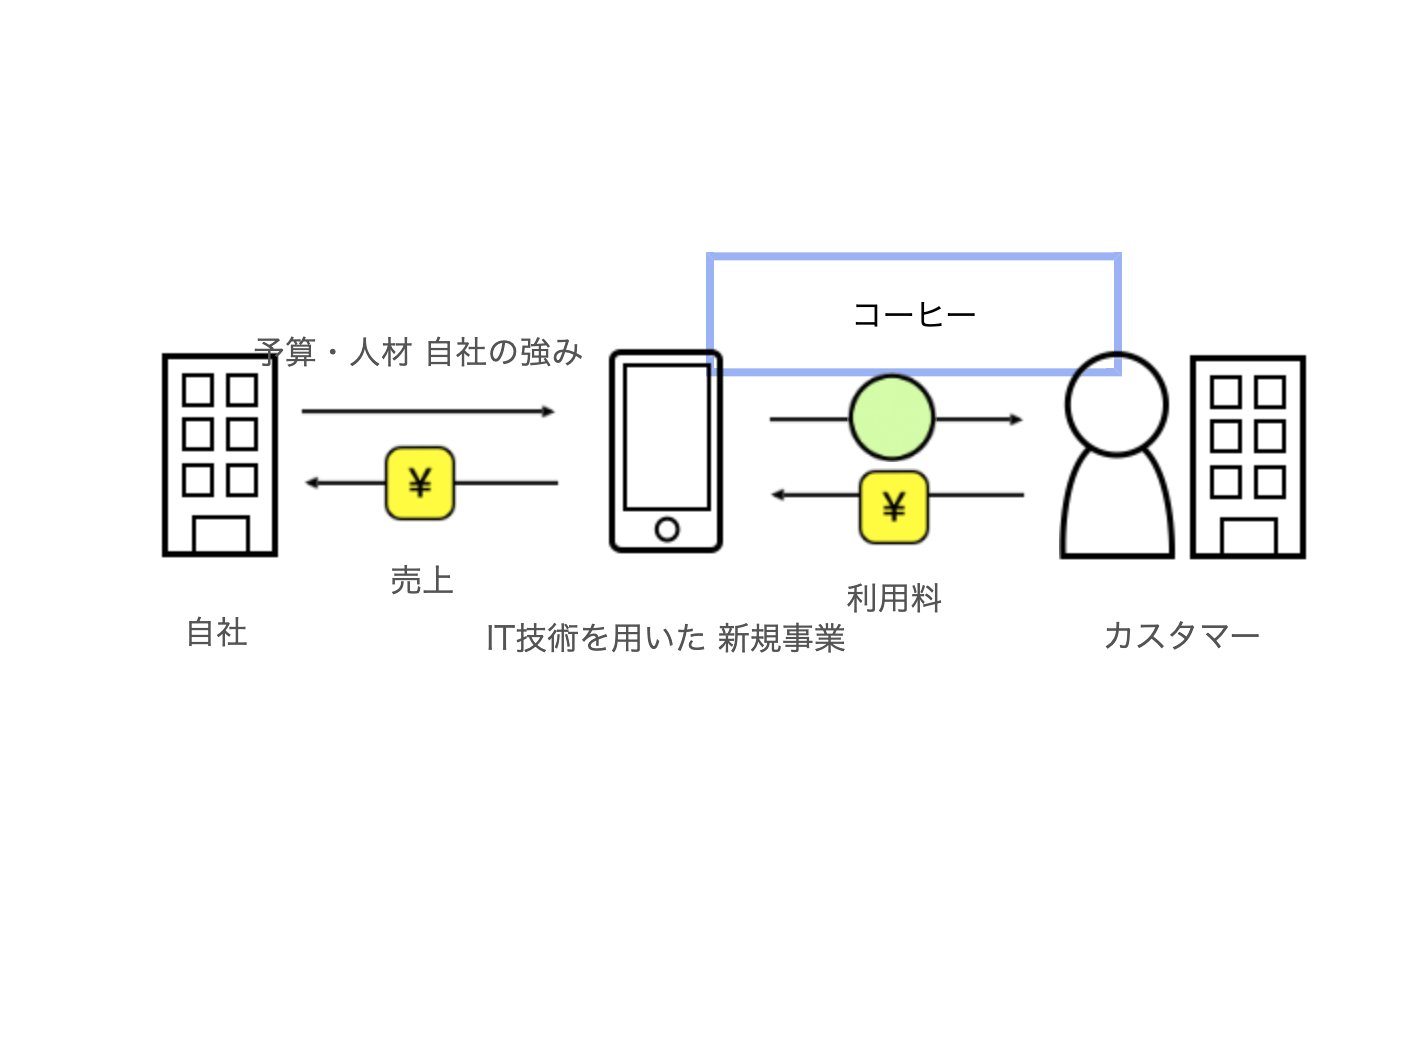 コーヒー
予算・人材 自社の強み
¥
¥
売上
利用料
自社
IT技術を用いた 新規事業
カスタマー